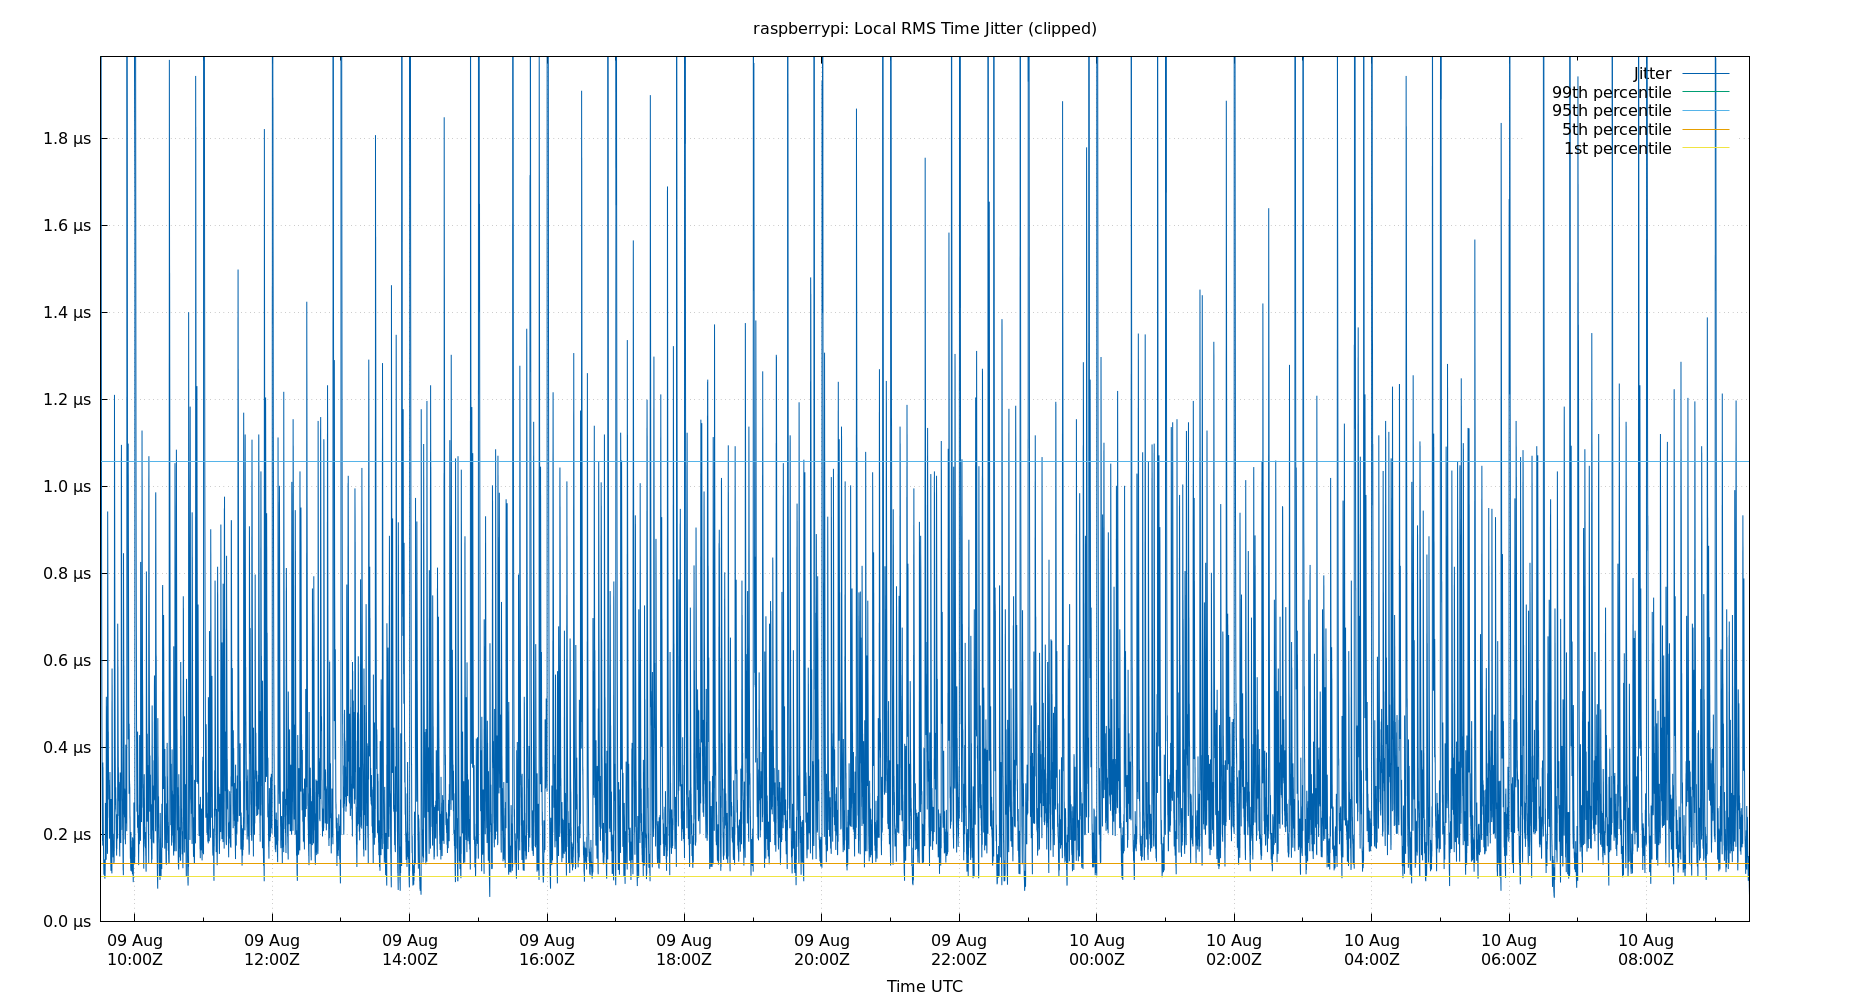 raspberrypi: Local RMS Time Jitter (clipped)
Jitter
99th percentile
95th percentile
5th percentile
1st percentile
1.8 µs
1.6 µs
1.4 µs
1.2 µs
1.0 µs
0.8 µs
0.6 µs
0.4 µs
0.2 µs
0.0 µs
09 Aug 09 Aug 09 Aug 09 Aug 09 Aug 09 Aug 09 Aug 10 Aug 10 Aug 10 Aug 10 Aug 10 Aug
10:00Z 12:00Z 14:00Z 16:00Z 18:00Z 20:00Z 22:00Z 00:00Z 02:00Z 04:00Z 06:00Z 08:00Z
Time UTC